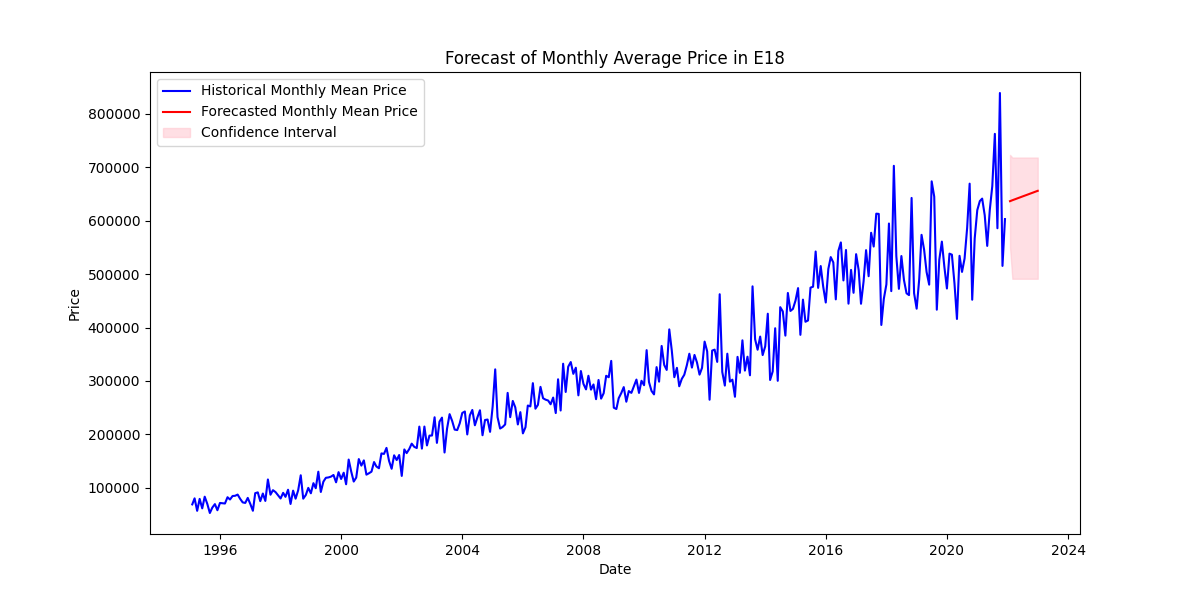 Forecast of Monthly Average Price in E18
Historical Monthly Mean Price
Forecasted Monthly Mean Price
Confidence Interval
Price
800000
700000
600000
500000
400000
300000
200000
100000
1996 2000 2004 2008 2012 2016 2020 2024
Date